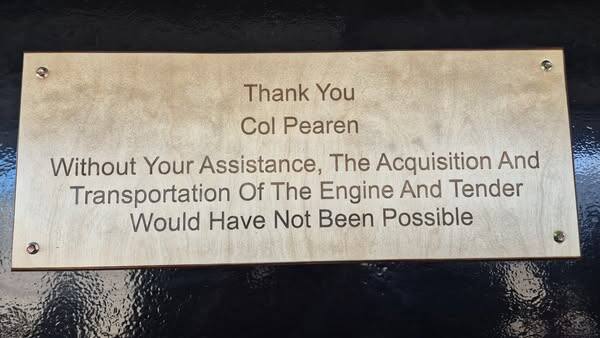 Thank You
Col Pearen
Without Your Assistance, The Acquisition And
Transportation Of The Engine And Tender
Would Have Not Been Possible